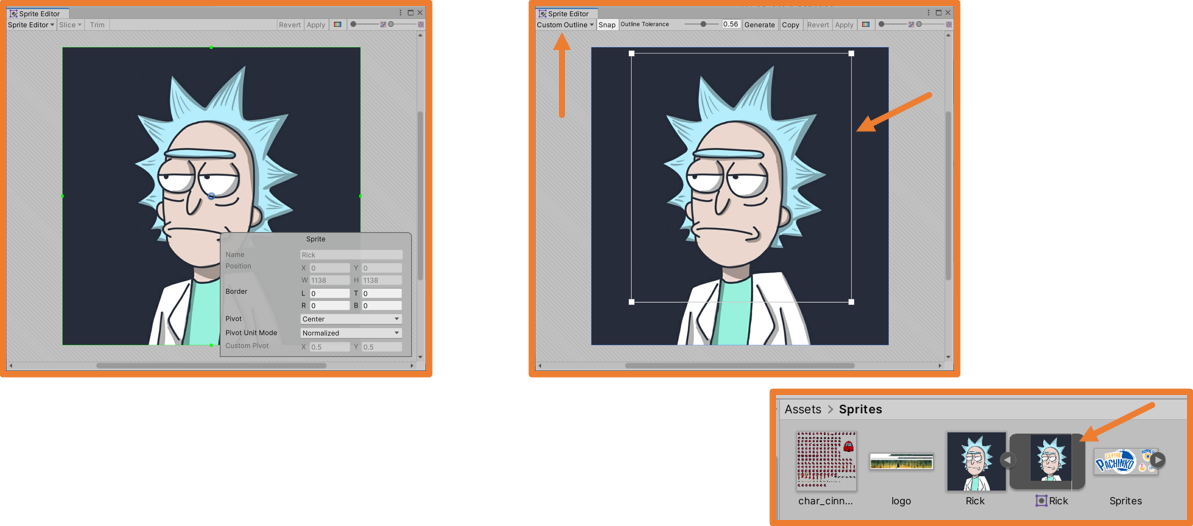 Sprite Editor
Sprite Editor Slice Trim Revert Apply
Sprite
Name Rick
Position X 0 Y 0
W 1138 H 1138
Border L 0 T 0
R 0 B 0
Pivot Center
Pivot Unit Mode Normalized
Custom Pivot X 0.5 Y 0.5
Sprite Editor
Custom Outline Snap Outline Tolerance 0.56 Generate Copy Revert Apply
Assets > Sprites
PACHINKO
char_cinn... logo Rick Rick Sprites